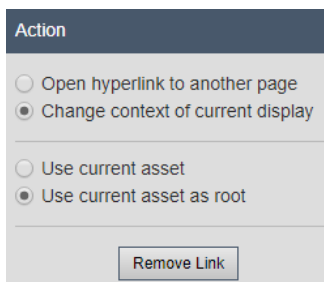 Action
Open hyperlink to another page
Change context of current display
Use current asset
Use current asset as root
Remove Link